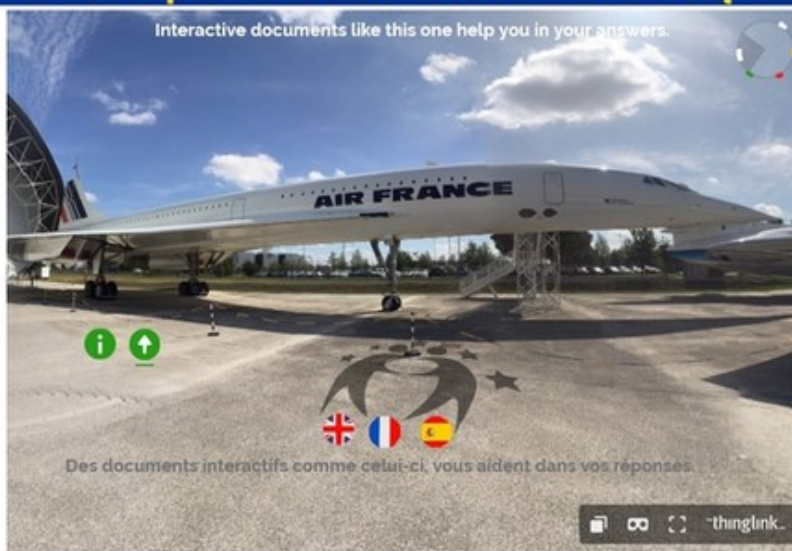 Interactive documents like this one help you in your answers.
AIR FRANCE
i
Des documents interactifs comme celui-ci, vous aident dans vos réponses.
thinglink..